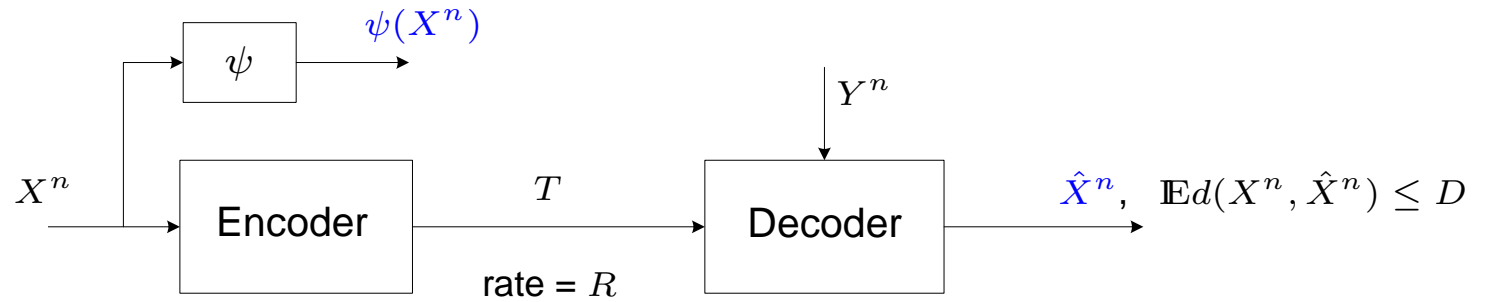 ψ(X^n)
ψ
Y^n
X^n
Encoder
T
Decoder
X̂^n, 𝔼d(X^n, X̂^n) ≤ D
rate = R